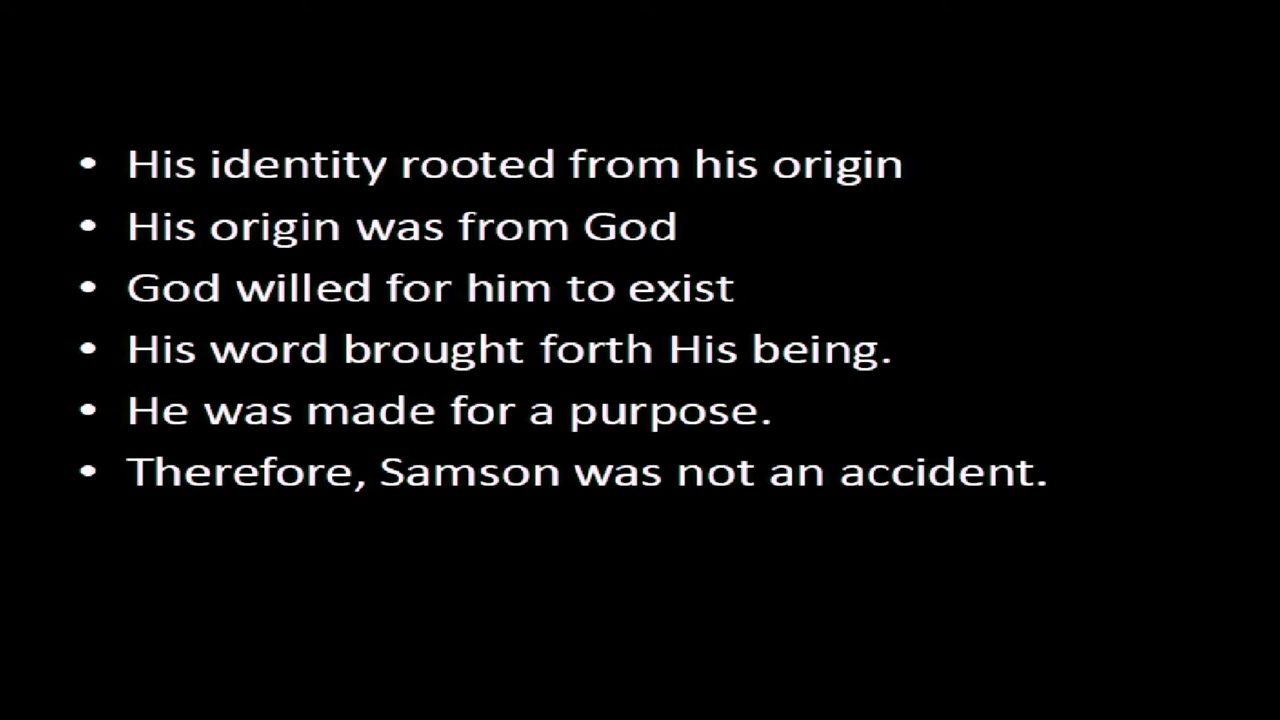 • His identity rooted from his origin
• His origin was from God
• God willed for him to exist
• His word brought forth His being.
• He was made for a purpose.
• Therefore, Samson was not an accident.